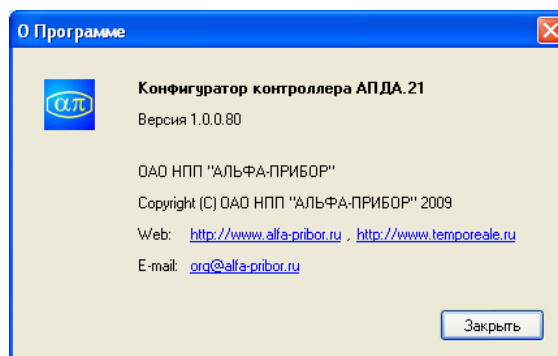 О Программе
απ
Конфигуратор контроллера АПДА.21
Версия 1.0.0.80
ОАО НПП "АЛЬФА-ПРИБОР"
Copyright (C) ОАО НПП "АЛЬФА-ПРИБОР" 2009
Web: http://www.alfa-pribor.ru , http://www.temporeale.ru
E-mail: org@alfa-pribor.ru
Закрыть